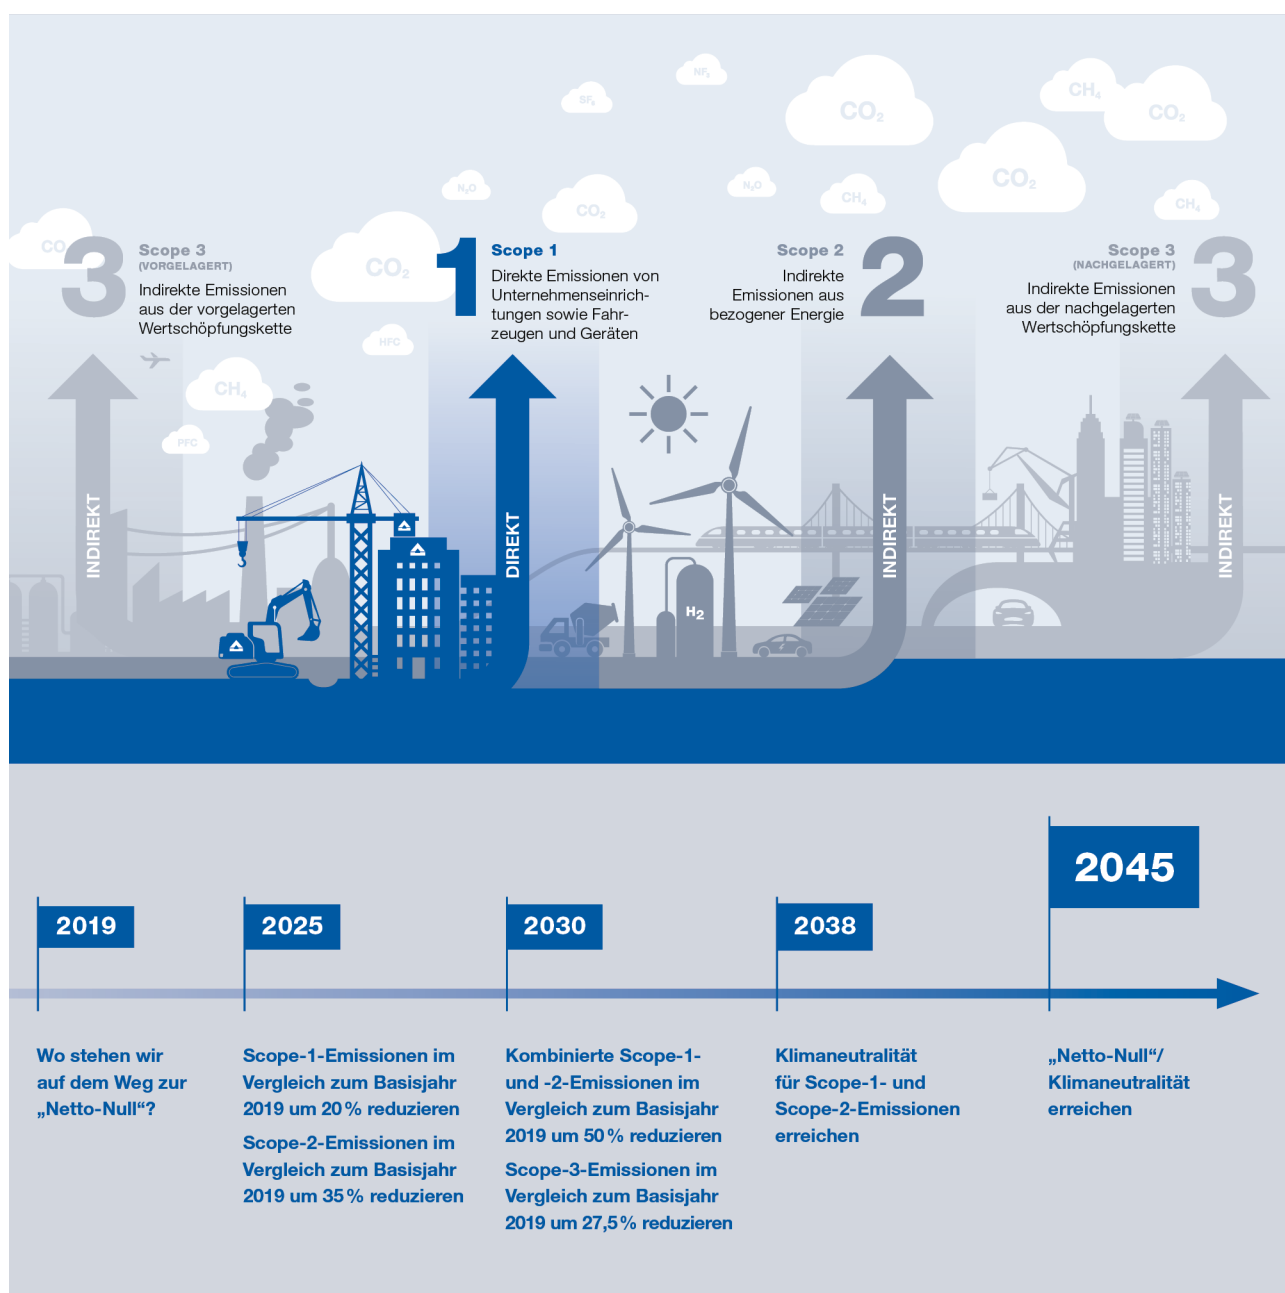 NF₃
SF₆
CO₂
CH₄
CO₂
N₂O
CO₂
N₂O
CH₄
CO₂
CH₄
CO
3
Scope 3
(VORGELAGERT)
Indirekte Emissionen
aus der vorgelagerten
Wertschöpfungskette
CO₂
1
Scope 1
Direkte Emissionen von
Unternehmenseinrich-
tungen sowie Fahr-
zeugen und Geräten
Scope 2
Indirekte
Emissionen aus
bezogener Energie
2
Scope 3
(NACHGELAGERT)
Indirekte Emissionen
aus der nachgelagerten
Wertschöpfungskette
3
HFC
CH₄
PFC
INDIREKT
DIREKT
INDIREKT
INDIREKT
H₂
2019
2025
2030
2038
2045
Wo stehen wir
auf dem Weg zur
„Netto-Null“?
Scope-1-Emissionen im
Vergleich zum Basisjahr
2019 um 20 % reduzieren
Scope-2-Emissionen im
Vergleich zum Basisjahr
2019 um 35 % reduzieren
Kombinierte Scope-1-
und -2-Emissionen im
Vergleich zum Basisjahr
2019 um 50 % reduzieren
Scope-3-Emissionen im
Vergleich zum Basisjahr
2019 um 27,5 % reduzieren
Klimaneutralität
für Scope-1- und
Scope-2-Emissionen
erreichen
„Netto-Null“/
Klimaneutralität
erreichen